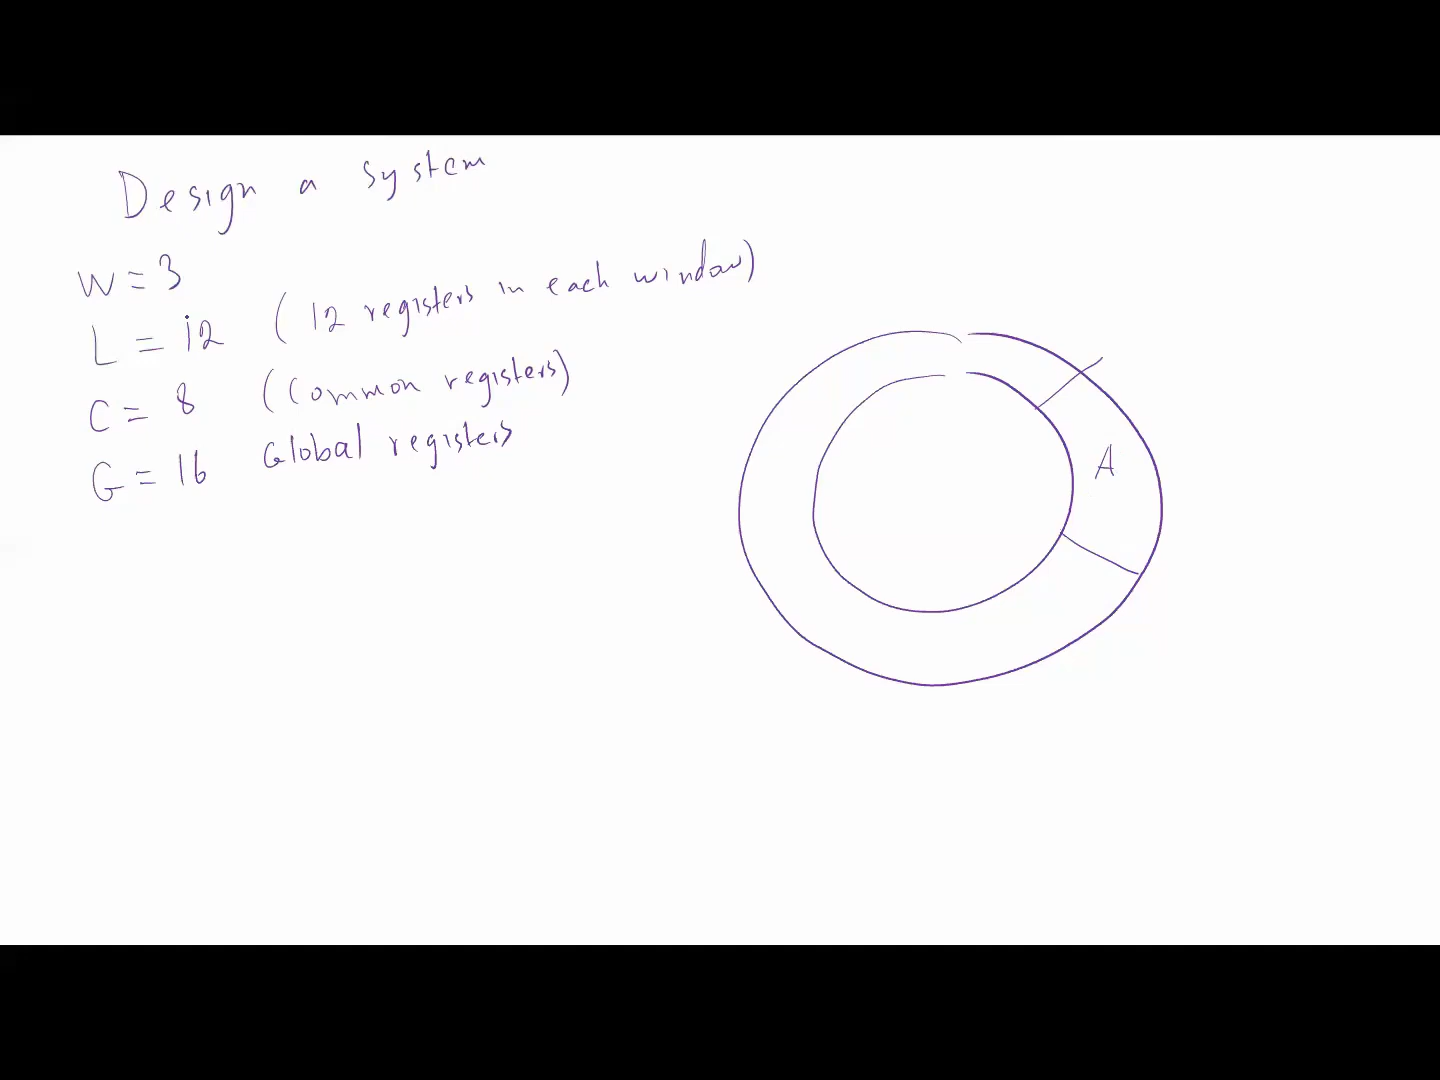 Design a system
W = 3
L = 12 (12 registers in each window)
C = 8 (Common registers)
G = 16 Global registers
A